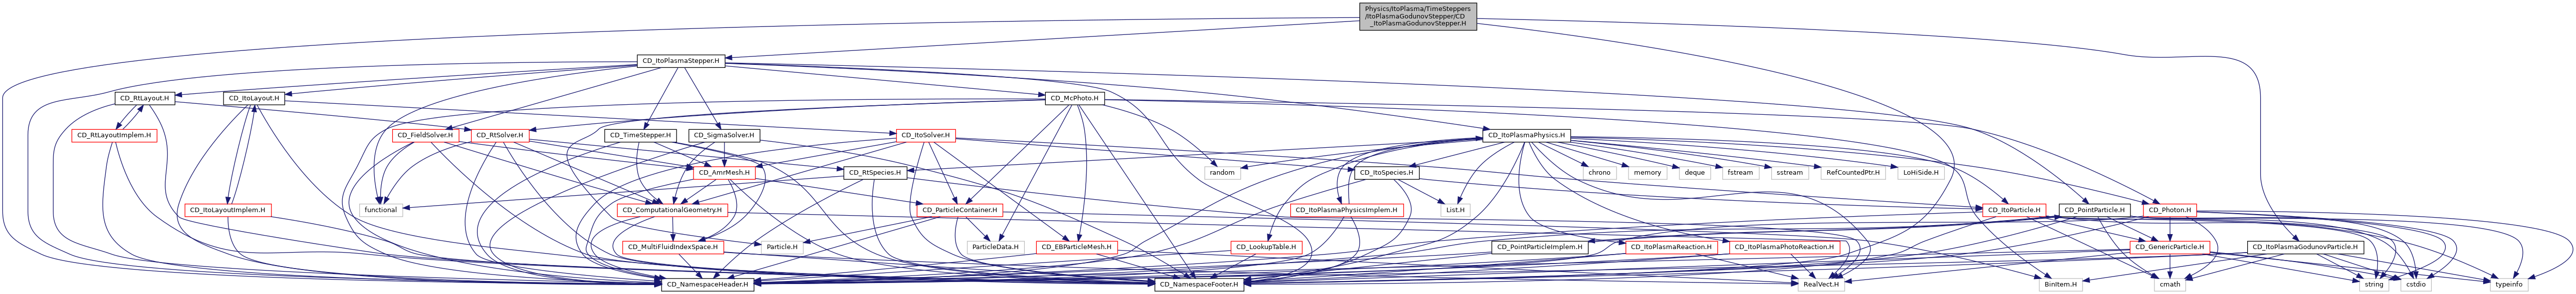 Physics/ItoPlasma/TimeSteppers
/ItoPlasmaGodunovStepper/CD
_ItoPlasmaGodunovStepper.H
CD_ItoPlasmaStepper.H
CD_RtLayout.H
CD_ItoLayout.H
CD_McPhoto.H
CD_RtLayoutImplem.H
CD_FieldSolver.H
CD_RtSolver.H
CD_TimeStepper.H
CD_SigmaSolver.H
CD_ItoSolver.H
CD_ItoPlasmaPhysics.H
CD_AmrMesh.H
CD_RtSpecies.H
random
CD_ItoSpecies.H
chrono
memory
deque
fstream
sstream
RefCountedPtr.H
LoHiSide.H
CD_ItoLayoutImplem.H
functional
CD_ComputationalGeometry.H
CD_ParticleContainer.H
CD_ItoPlasmaPhysicsImplem.H
List.H
CD_ItoParticle.H
CD_PointParticle.H
CD_Photon.H
CD_MultiFluidIndexSpace.H
Particle.H
ParticleData.H
CD_EBParticleMesh.H
CD_LookupTable.H
CD_PointParticleImplem.H
CD_ItoPlasmaReaction.H
CD_ItoPlasmaPhotoReaction.H
CD_GenericParticle.H
CD_ItoPlasmaGodunovParticle.H
CD_NamespaceHeader.H
CD_NamespaceFooter.H
RealVect.H
BinItem.H
cmath
string
cstdio
typeinfo